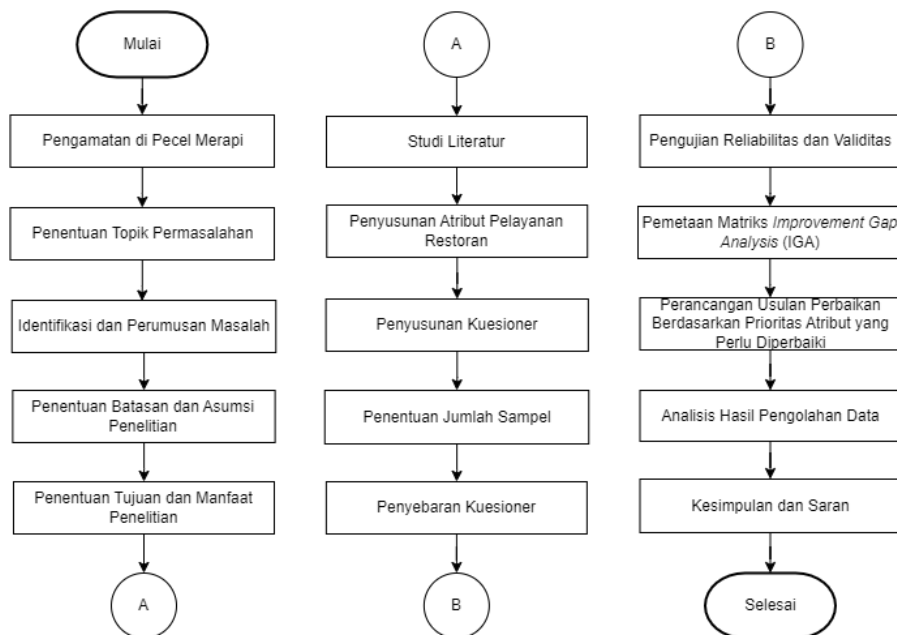 Mulai
Pengamatan di Pecel Merapi
Penentuan Topik Permasalahan
Identifikasi dan Perumusan Masalah
Penentuan Batasan dan Asumsi
Penelitian
Penentuan Tujuan dan Manfaat
Penelitian
A
A
Studi Literatur
Penyusunan Atribut Pelayanan
Restoran
Penyusunan Kuesioner
Penentuan Jumlah Sampel
Penyebaran Kuesioner
B
B
Pengujian Reliabilitas dan Validitas
Pemetaan Matriks Improvement Gap
Analysis (IGA)
Perancangan Usulan Perbaikan
Berdasarkan Prioritas Atribut yang
Perlu Diperbaiki
Analisis Hasil Pengolahan Data
Kesimpulan dan Saran
Selesai